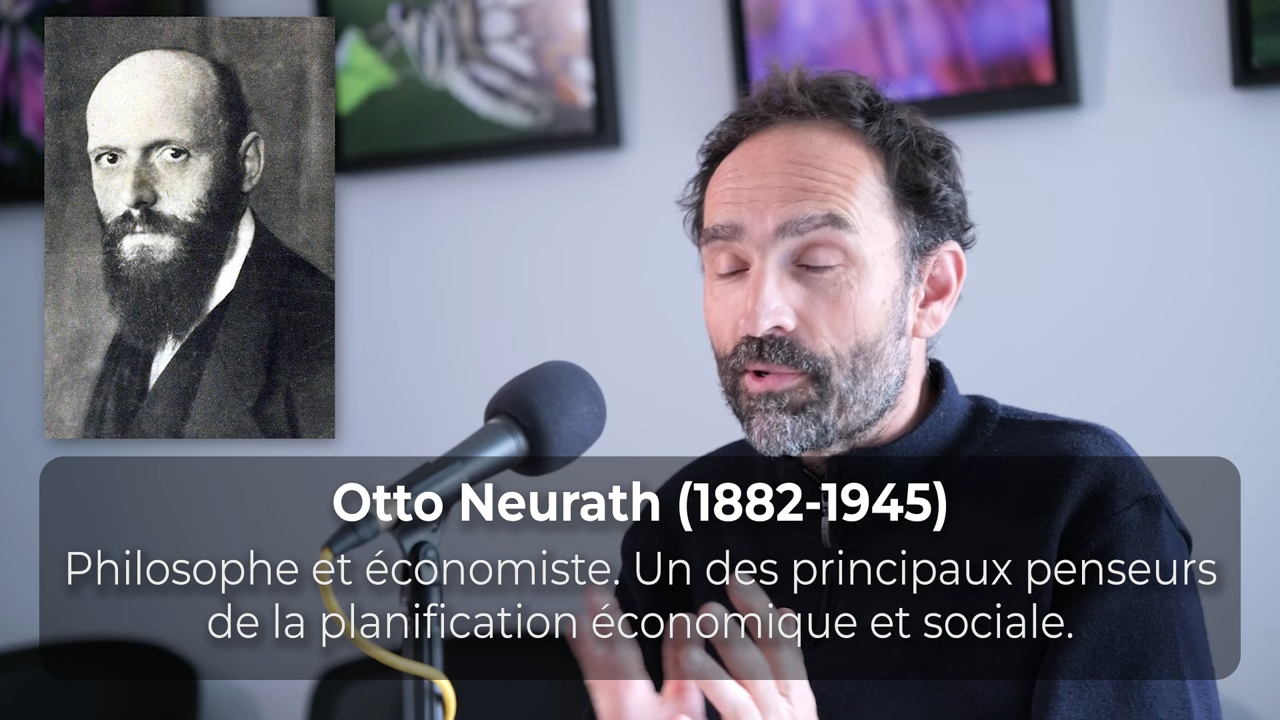 Otto Neurath (1882-1945)
Philosophe et économiste. Un des principaux penseurs
de la planification économique et sociale.